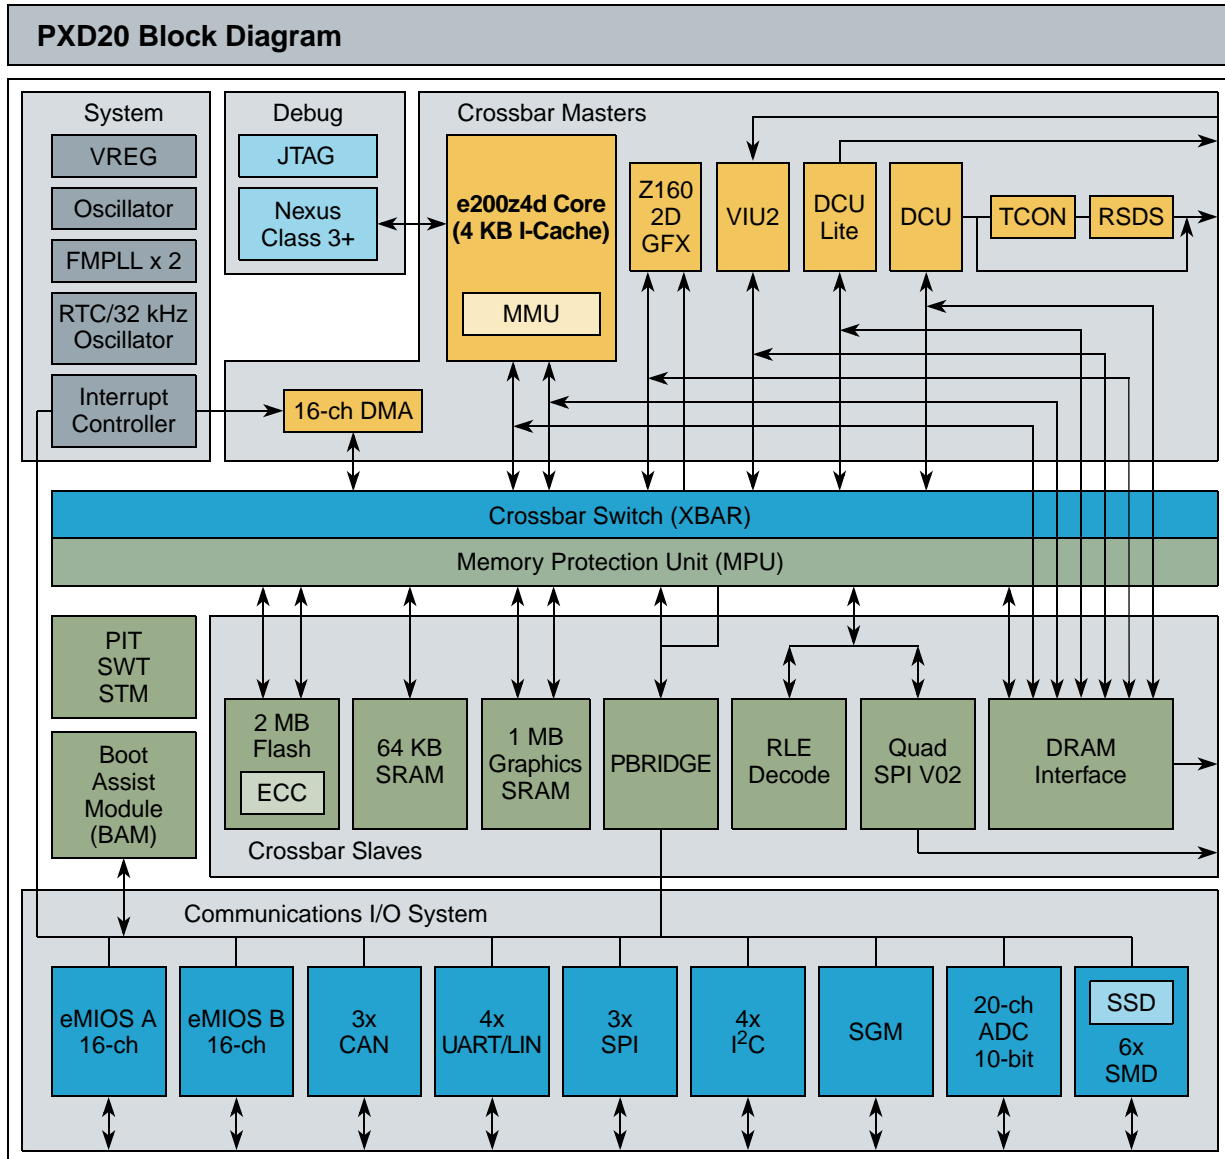 PXD20 Block Diagram
System
VREG
Oscillator
FMPLL x 2
RTC/32 kHz
Oscillator
Interrupt
Controller
Debug
JTAG
Nexus
Class 3+
Crossbar Masters
e200z4d Core
(4 KB I-Cache)
MMU
Z160
2D
GFX
VIU2
DCU
Lite
DCU
TCON
RSDS
16-ch DMA
Crossbar Switch (XBAR)
Memory Protection Unit (MPU)
PIT
SWT
STM
Boot
Assist
Module
(BAM)
2 MB
Flash
ECC
64 KB
SRAM
1 MB
Graphics
SRAM
PBRIDGE
RLE
Decode
Quad
SPI V02
DRAM
Interface
Crossbar Slaves
Communications I/O System
eMIOS A
16-ch
eMIOS B
16-ch
3x
CAN
4x
UART/LIN
3x
SPI
4x
I²C
SGM
20-ch
ADC
10-bit
SSD
6x
SMD